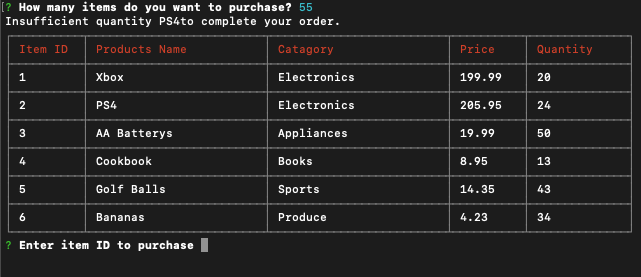 [? How many items do you want to purchase? 55
Insufficient quantity PS4to complete your order.
Item ID Products Name Catagory Price Quantity
1 Xbox Electronics 199.99 20
2 PS4 Electronics 205.95 24
3 AA Batterys Appliances 19.99 50
4 Cookbook Books 8.95 13
5 Golf Balls Sports 14.35 43
6 Bananas Produce 4.23 34
? Enter item ID to purchase